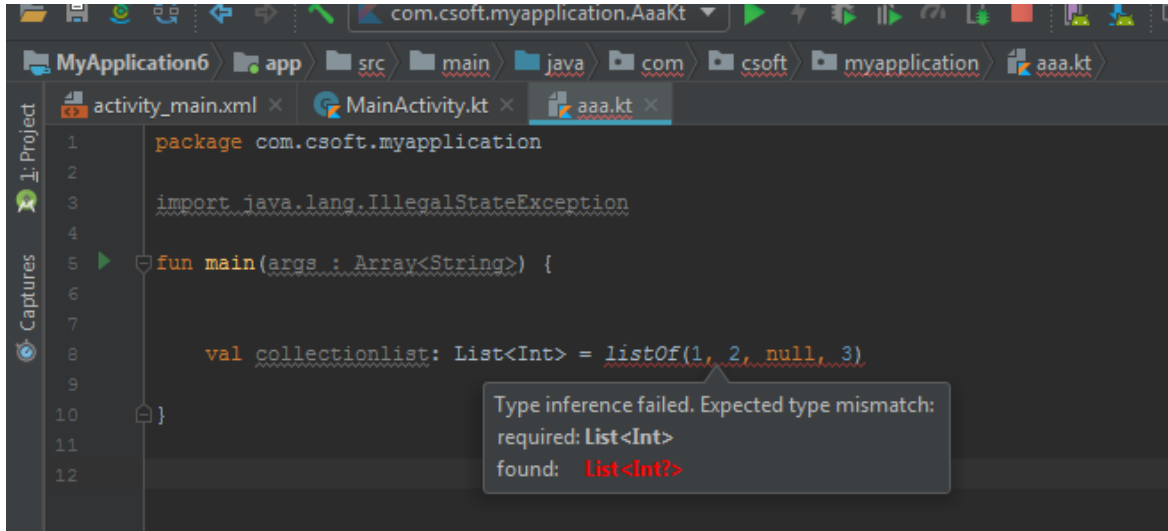 com.csoft.myapplication.AaaKt
MyApplication6 app src main java com csoft myapplication aaa.kt
activity_main.xml MainActivity.kt aaa.kt
1: Project
Captures
1 package com.csoft.myapplication
2
3 import java.lang.IllegalStateException
4
5 fun main(args : Array<String>) {
6
7
8 val collectionlist: List<Int> = listOf(1, 2, null, 3)
9
10 }
11
12
Type inference failed. Expected type mismatch:
required: List<Int>
found: List<Int?>